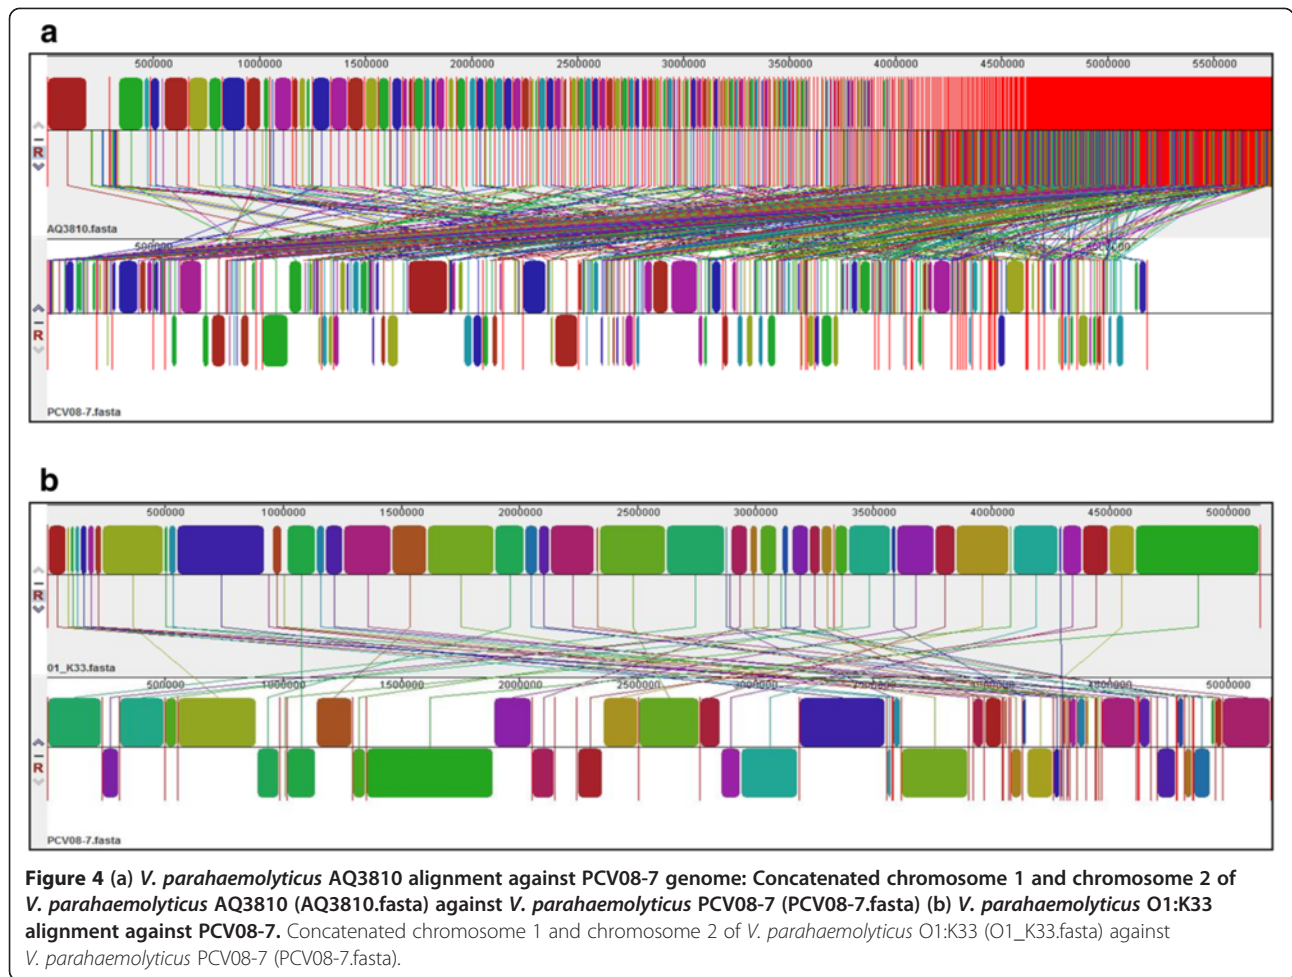 a
500000 1000000 1500000 2000000 2500000 3000000 3500000 4000000 4500000 5000000 5500000
R
AQ3810.fasta
500000
R
PCV08-7.fasta
b
500000 1000000 1500000 2000000 2500000 3000000 3500000 4000000 4500000 5000000
R
01_K33.fasta
500000 1000000 1500000 2000000 2500000 3000000 5000000
R
PCV08-7.fasta
Figure 4 (a) V. parahaemolyticus AQ3810 alignment against PCV08-7 genome: Concatenated chromosome 1 and chromosome 2 of
V. parahaemolyticus AQ3810 (AQ3810.fasta) against V. parahaemolyticus PCV08-7 (PCV08-7.fasta) (b) V. parahaemolyticus O1:K33
alignment against PCV08-7. Concatenated chromosome 1 and chromosome 2 of V. parahaemolyticus O1:K33 (O1_K33.fasta) against
V. parahaemolyticus PCV08-7 (PCV08-7.fasta).